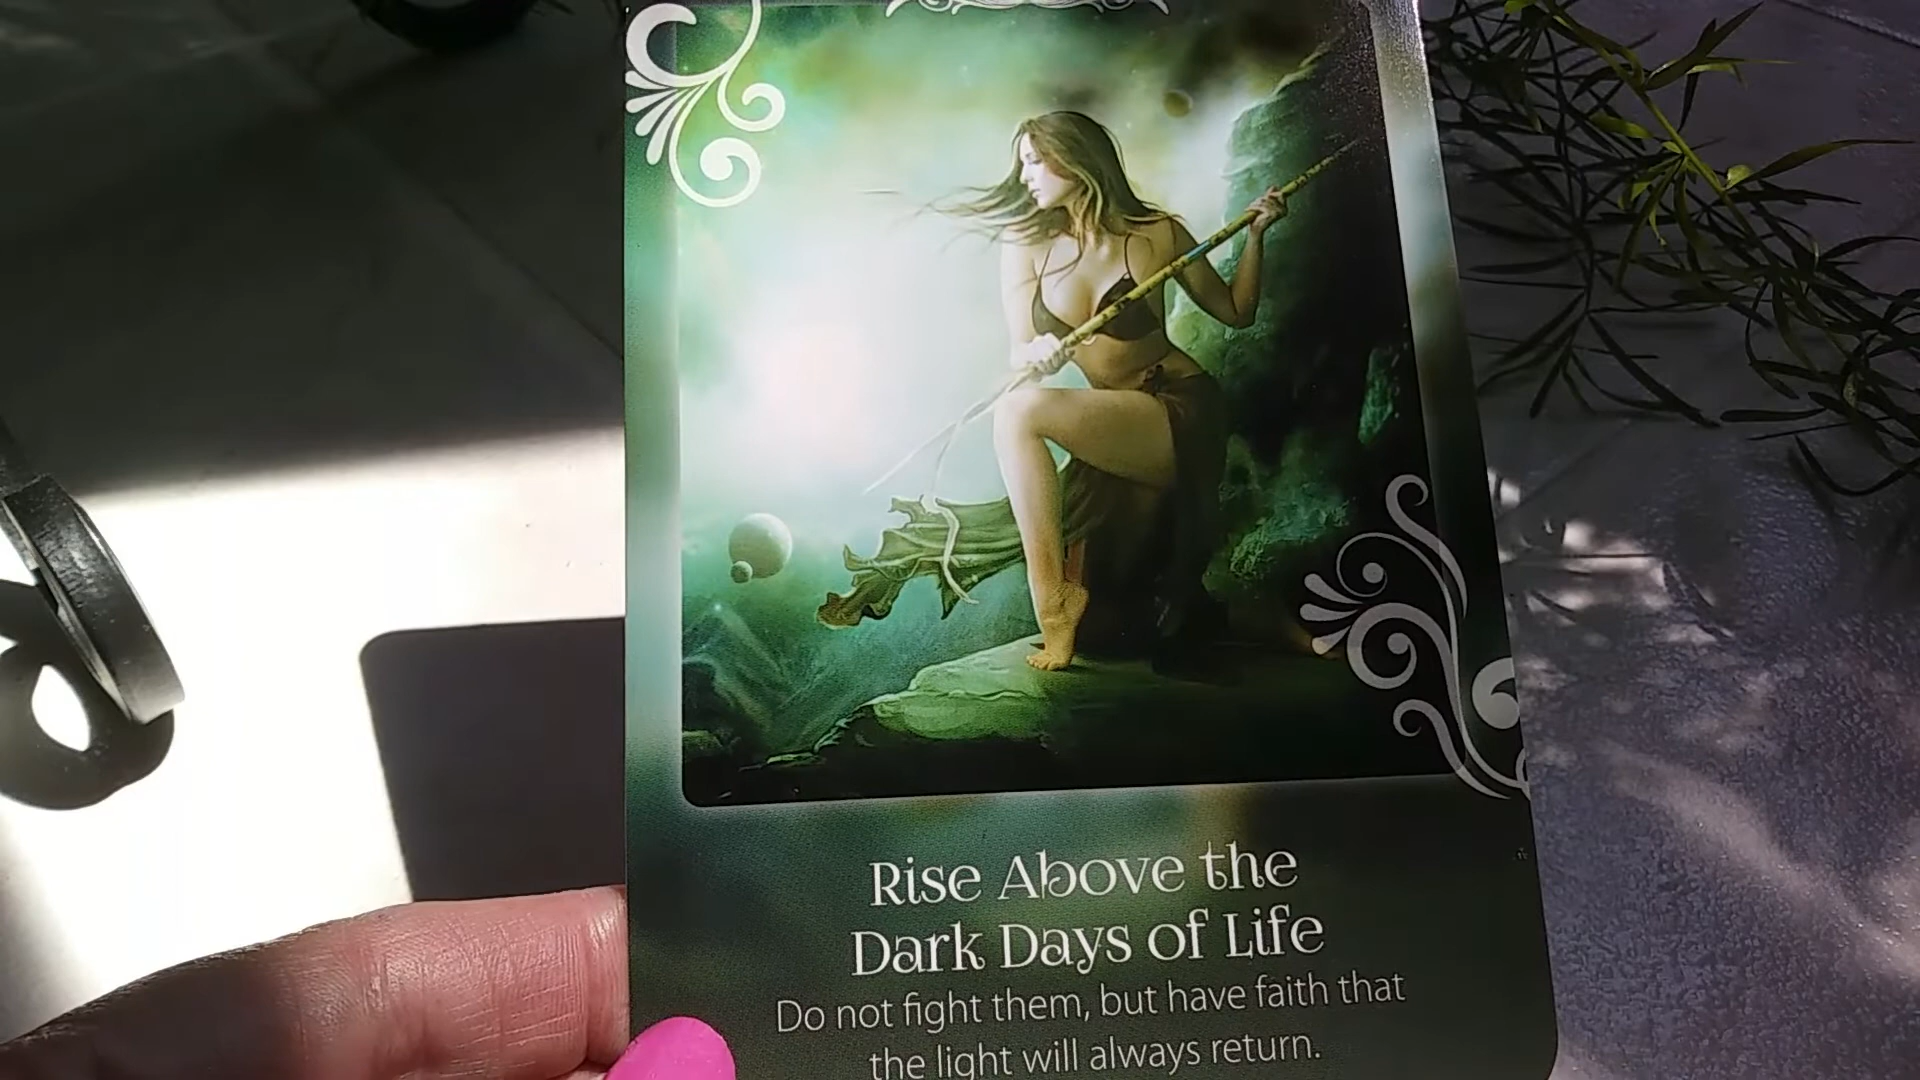 Rise Above the
Dark Days of Life
Do not fight them, but have faith that
the light will always return.